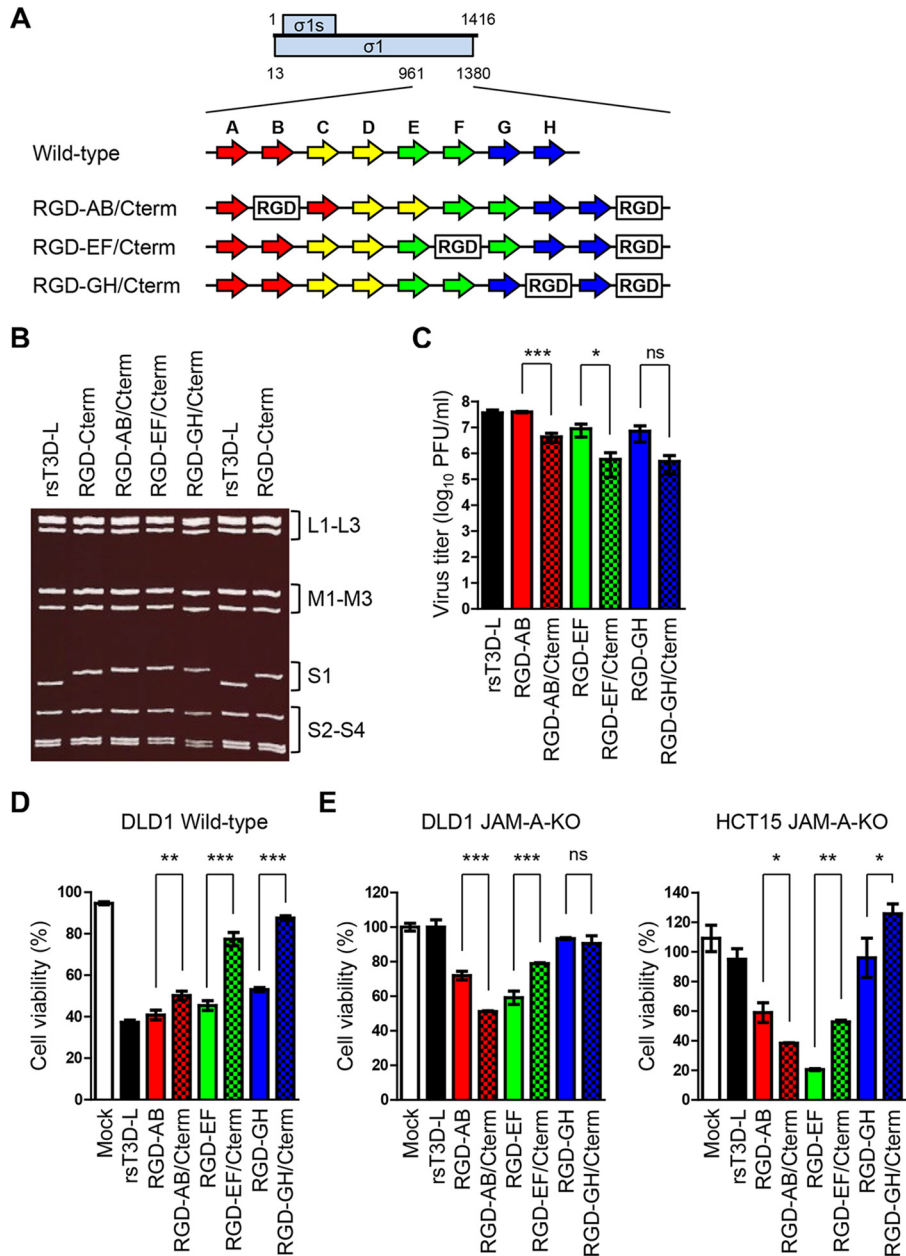 A
1 1416
σ1s
σ1
13 961 1380
A B C D E F G H
Wild-type
RGD-AB/Cterm RGD RGD
RGD-EF/Cterm RGD RGD
RGD-GH/Cterm RGD RGD
B
rsT3D-L
RGD-Cterm
RGD-AB/Cterm
RGD-EF/Cterm
RGD-GH/Cterm
rsT3D-L
RGD-Cterm
L1-L3
M1-M3
S1
S2-S4
C
*** * ns
Virus titer (log10 PFU/ml)
8
7
6
5
4
3
2
1
0
rsT3D-L
RGD-AB
RGD-AB/Cterm
RGD-EF
RGD-EF/Cterm
RGD-GH
RGD-GH/Cterm
D
DLD1 Wild-type
** *** ***
Cell viability (%)
100
80
60
40
20
0
Mock
rsT3D-L
RGD-AB
RGD-AB/Cterm
RGD-EF
RGD-EF/Cterm
RGD-GH
RGD-GH/Cterm
E
DLD1 JAM-A-KO
*** *** ns
Cell viability (%)
120
100
80
60
40
20
0
Mock
rsT3D-L
RGD-AB
RGD-AB/Cterm
RGD-EF
RGD-EF/Cterm
RGD-GH
RGD-GH/Cterm
HCT15 JAM-A-KO
* ** *
Cell viability (%)
140
120
100
80
60
40
20
0
Mock
rsT3D-L
RGD-AB
RGD-AB/Cterm
RGD-EF
RGD-EF/Cterm
RGD-GH
RGD-GH/Cterm